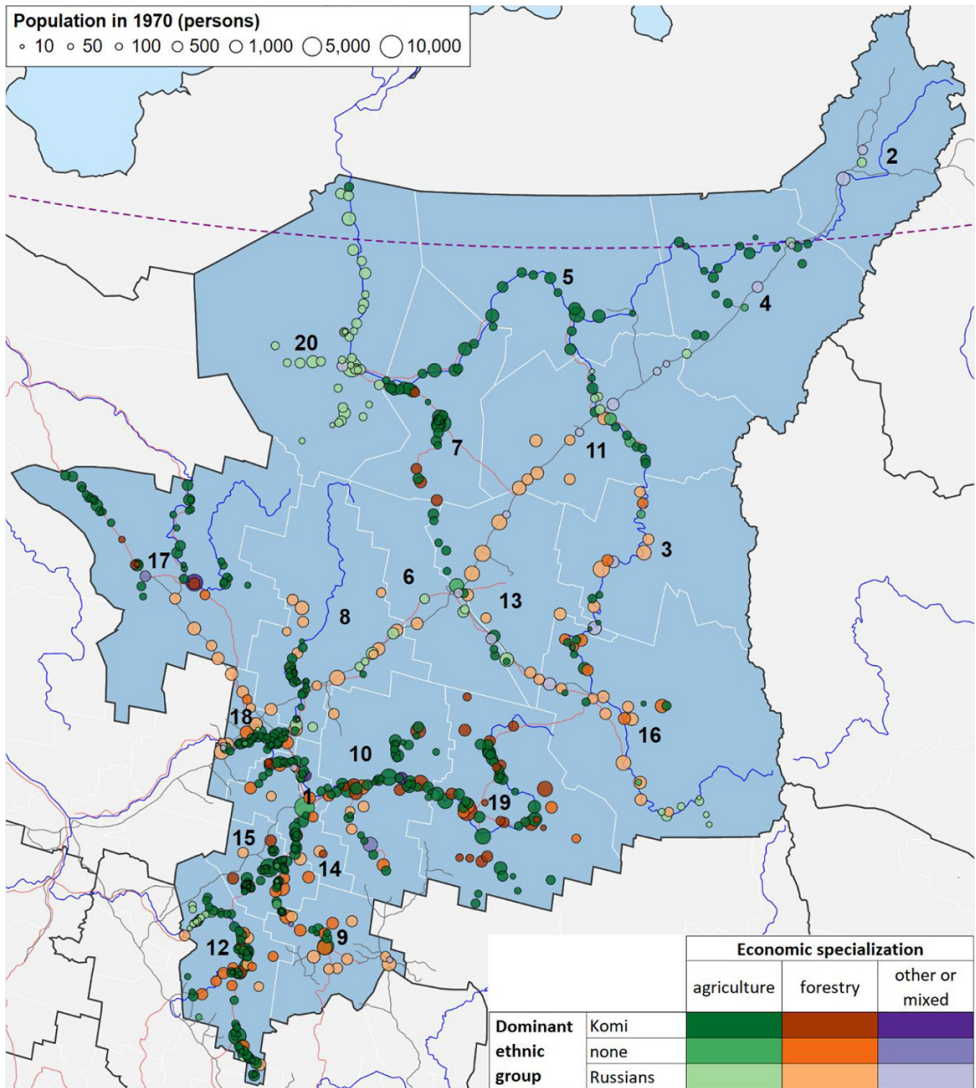 Population in 1970 (persons)
10 50 100 500 1,000 5,000 10,000
2
5
4
20
7
11
17
3
6
13
8
18
16
10
1
19
15
14
12
9
Economic specialization
agriculture forestry other or mixed
Dominant ethnic group
Komi
none
Russians